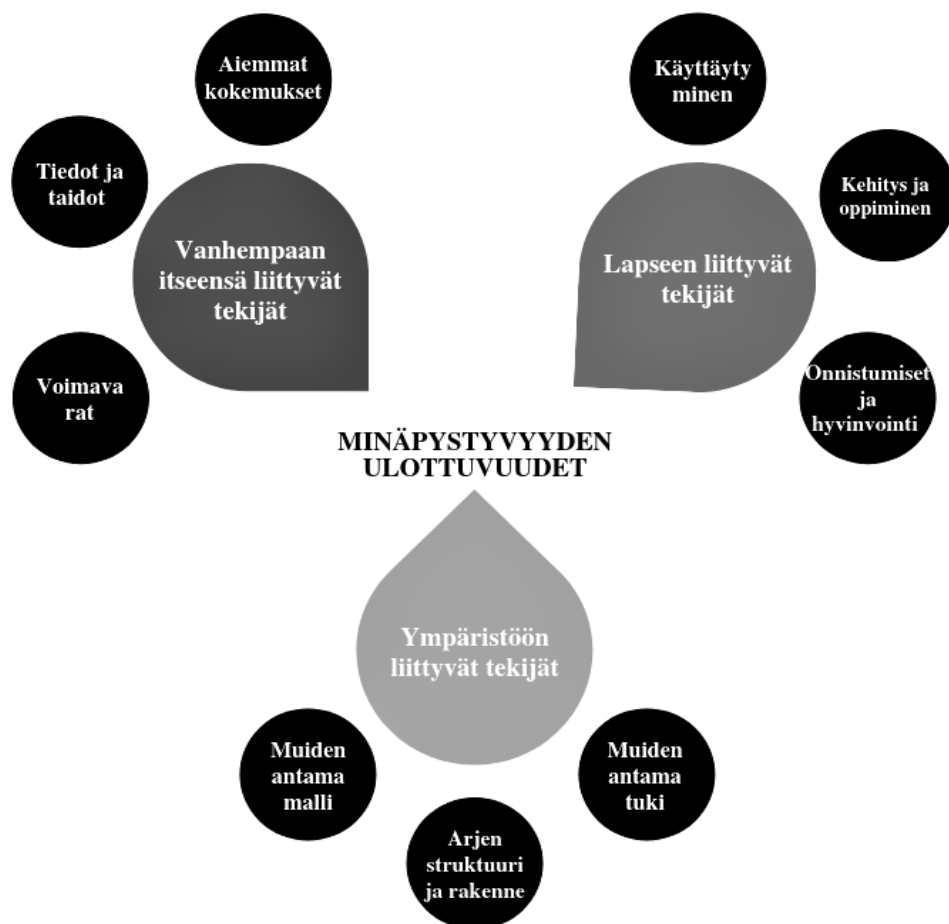 Aiemmat
kokemukset
Tiedot ja
taidot
Vanhempaan
itseensä liittyvät
tekijät
Voimava
rat
Käyttäyty
minen
Kehitys ja
oppiminen
Lapseen liittyvät
tekijät
Onnistumiset
ja
hyvinvointi
MINÄPYSTYVYYDEN
ULOTTUVUUDET
Ympäristöön
liittyvät tekijät
Muiden
antama
malli
Arjen
struktuuri
ja rakenne
Muiden
antama
tuki